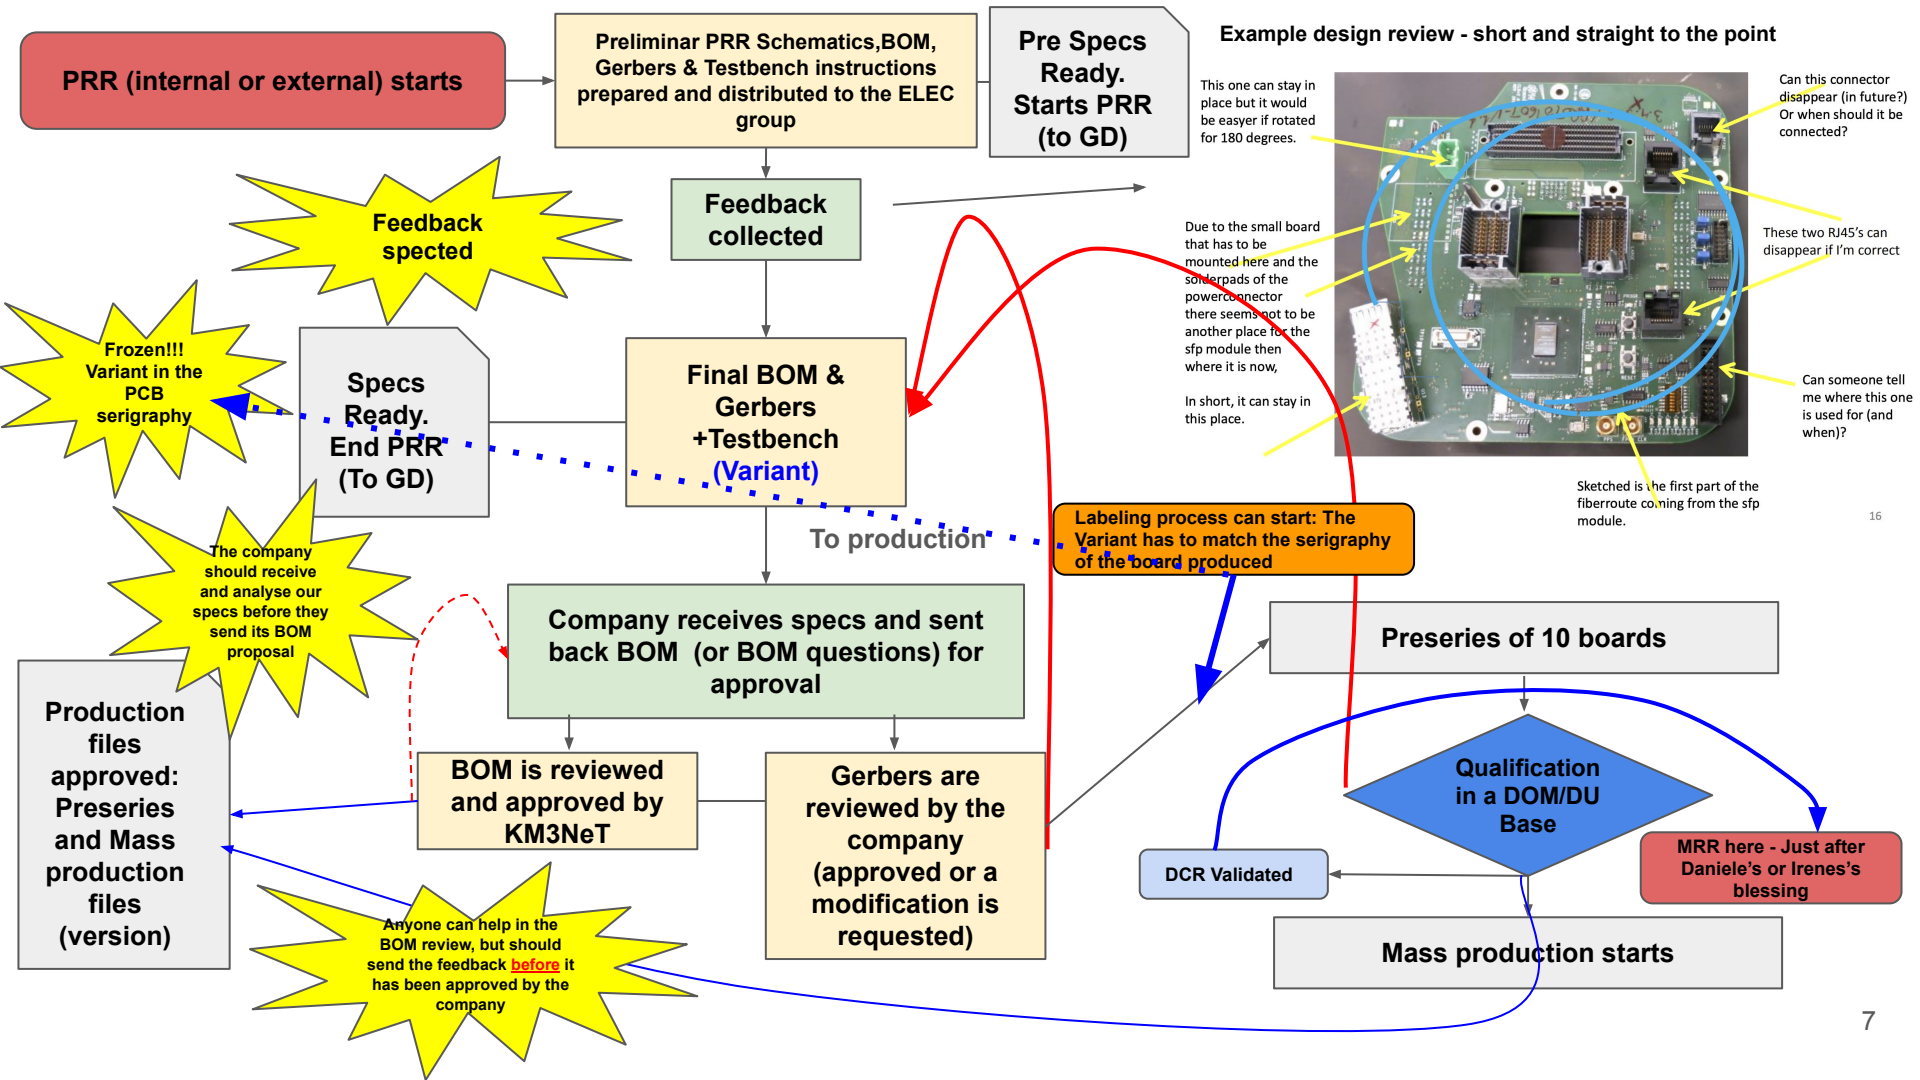 PRR (internal or external) starts
Preliminar PRR Schematics,BOM,
Gerbers & Testbench instructions
prepared and distributed to the ELEC
group
Pre Specs
Ready.
Starts PRR
(to GD)
Example design review - short and straight to the point
This one can stay in
place but it would
be easyer if rotated
for 180 degrees.
Can this connector
disappear (in future?)
Or when should it be
connected?
Feedback
spected
Feedback
collected
Due to the small board
that has to be
mounted here and the
solderpads of the
powerconnector
there seems not to be
another place for the
sfp module then
where it is now,
In short, it can stay in
this place.
These two RJ45's can
disappear if I'm correct
Frozen!!!
Variant in the
PCB
serigraphy
Specs
Ready.
End PRR
(To GD)
Final BOM &
Gerbers
+Testbench
(Variant)
Can someone tell
me where this one
is used for (and
when)?
Sketched is the first part of the
fiberroute coming from the sfp
module.
16
To production
Labeling process can start: The
Variant has to match the serigraphy
of the board produced
The company
should receive
and analyse our
specs before they
send its BOM
proposal
Company receives specs and sent
back BOM (or BOM questions) for
approval
Preseries of 10 boards
Production
files
approved:
Preseries
and Mass
production
files
(version)
BOM is reviewed
and approved by
KM3NeT
Gerbers are
reviewed by the
company
(approved or a
modification is
requested)
Qualification
in a DOM/DU
Base
DCR Validated
MRR here - Just after
Daniele's or Irenes's
blessing
Anyone can help in the
BOM review, but should
send the feedback before it
has been approved by the
company
Mass production starts
7